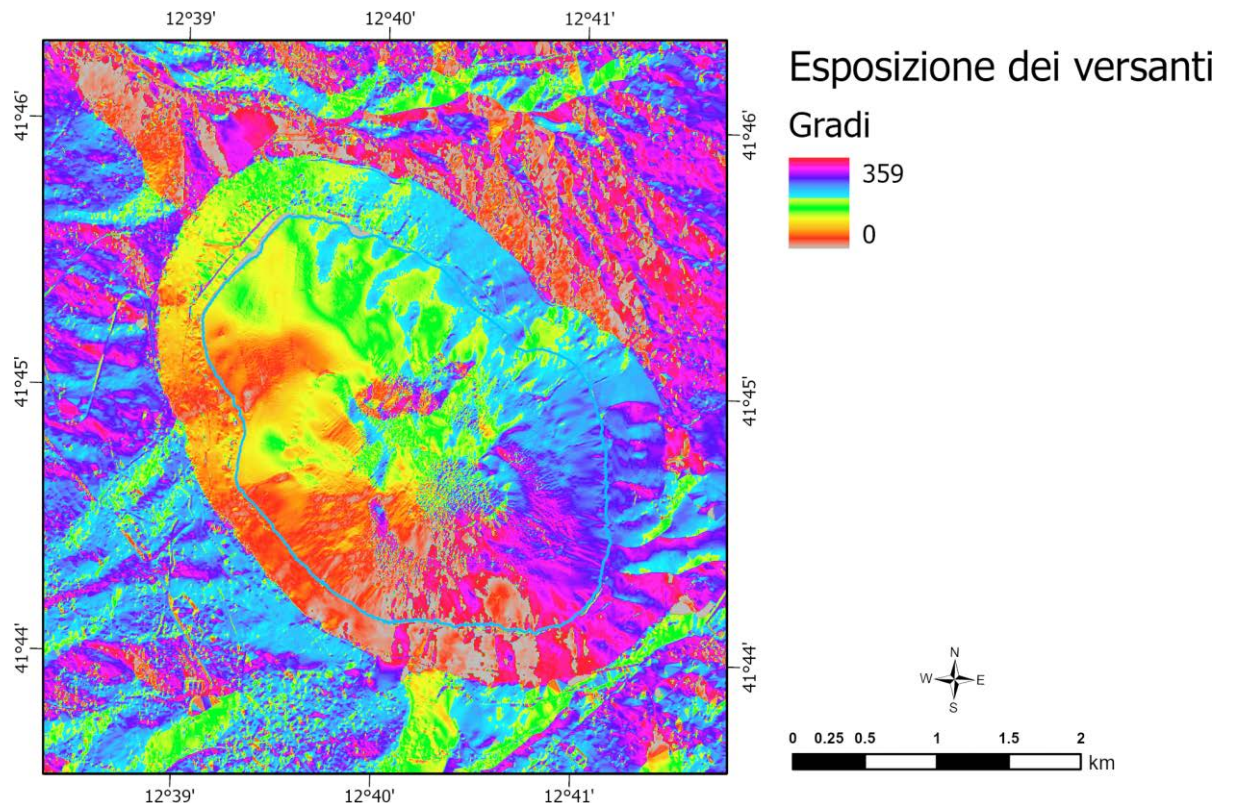 12°39' 12°40' 12°41'
Esposizione dei versanti
Gradi
359
0
41°46' 41°46'
41°45' 41°45'
41°44' 41°44'
N
W E
S
0 0.25 0.5 1 1.5 2
km
12°39' 12°40' 12°41'